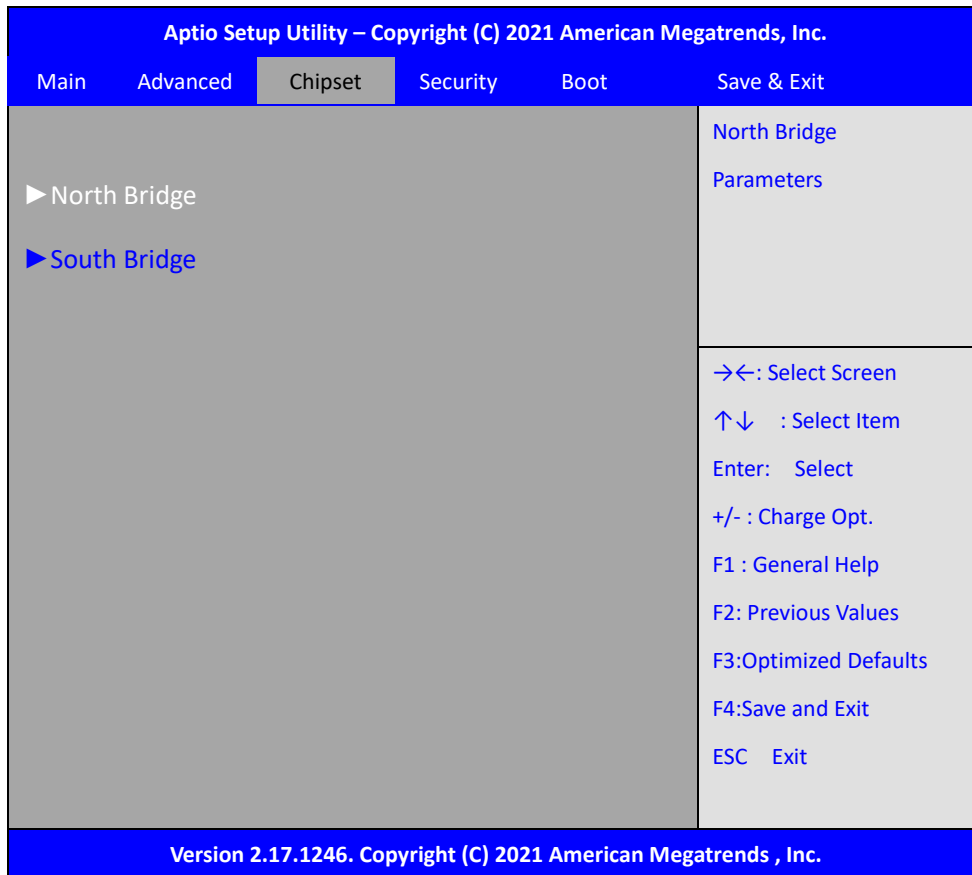 Aptio Setup Utility – Copyright (C) 2021 American Megatrends, Inc.
Main Advanced Chipset Security Boot Save & Exit
►North Bridge
►South Bridge
North Bridge
Parameters
→←: Select Screen
↑↓ : Select Item
Enter: Select
+/- : Charge Opt.
F1 : General Help
F2: Previous Values
F3:Optimized Defaults
F4:Save and Exit
ESC Exit
Version 2.17.1246. Copyright (C) 2021 American Megatrends , Inc.